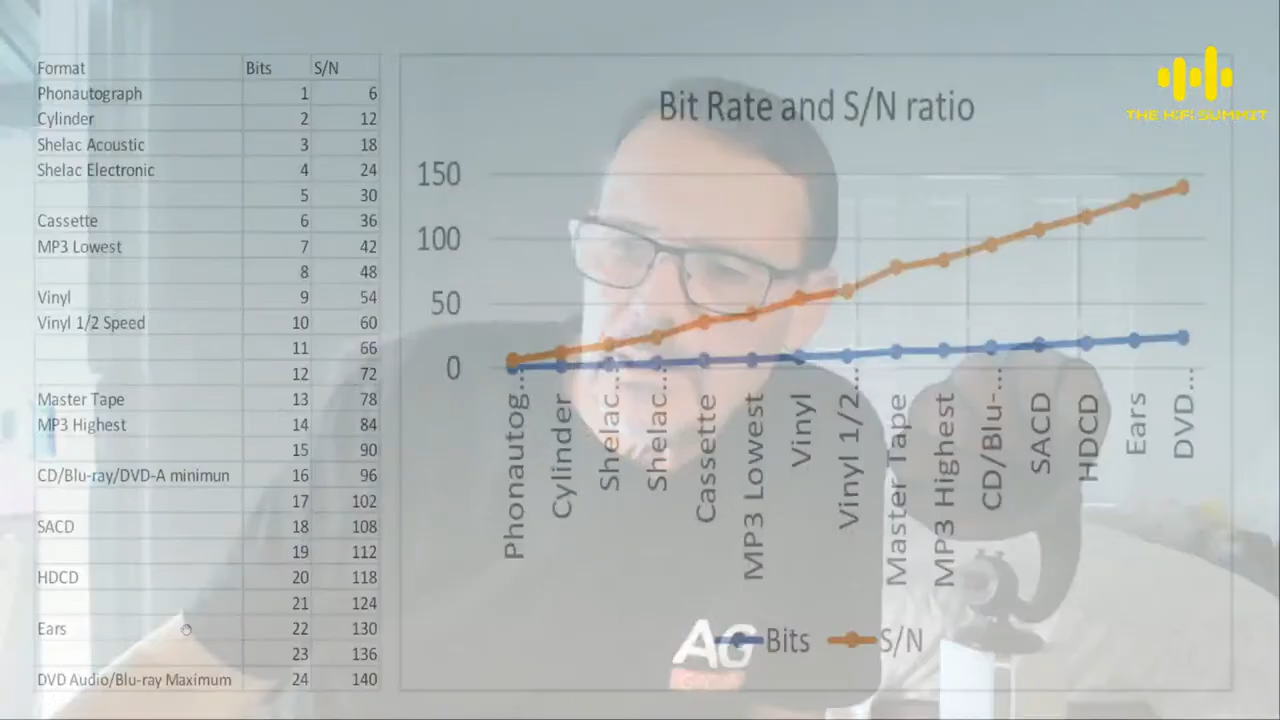 Format Bits S/N
Phonautograph 1 6
Cylinder 2 12
Shelac Acoustic 3 18
Shelac Electronic 4 24
5 30
Cassette 6 36
MP3 Lowest 7 42
8 48
Vinyl 9 54
Vinyl 1/2 Speed 10 60
11 66
12 72
Master Tape 13 78
MP3 Highest 14 84
15 90
CD/Blu-ray/DVD-A minimun 16 96
17 102
SACD 18 108
19 112
HDCD 20 118
21 124
Ears 22 130
23 136
DVD Audio/Blu-ray Maximum 24 140
Bit Rate and S/N ratio
150
100
50
0
Phonautog...
Cylinder
Shelac...
Shelac...
Cassette
MP3 Lowest
Vinyl
Vinyl 1/2...
Master Tape
MP3 Highest
CD/Blu-...
SACD
HDCD
Ears
DVD...
Bits S/N
THE HiFi SUMMIT
AG